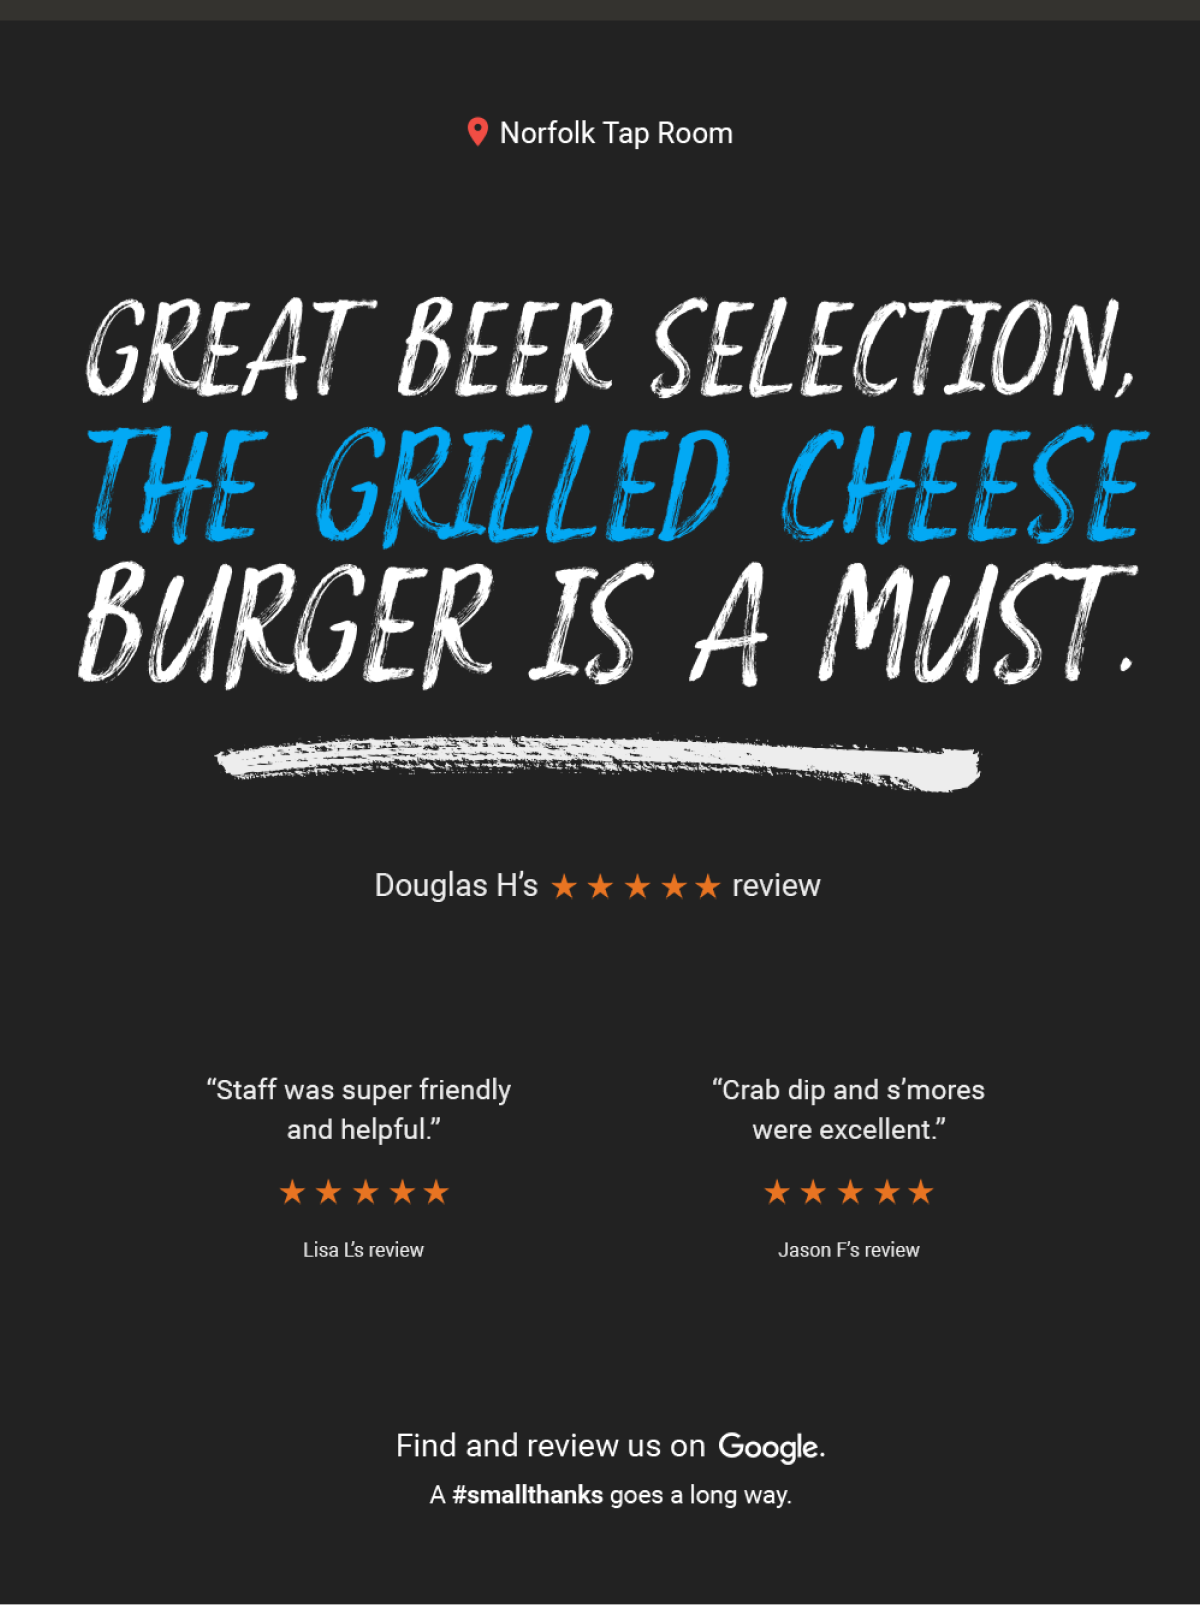 Norfolk Tap Room
GREAT BEER SELECTION,
THE GRILLED CHEESE
BURGER IS A MUST.
Douglas H’s ★ ★ ★ ★ ★ review
“Staff was super friendly
and helpful.”
★ ★ ★ ★ ★
Lisa L’s review
“Crab dip and s’mores
were excellent.”
★ ★ ★ ★ ★
Jason F’s review
Find and review us on Google.
A #smallthanks goes a long way.